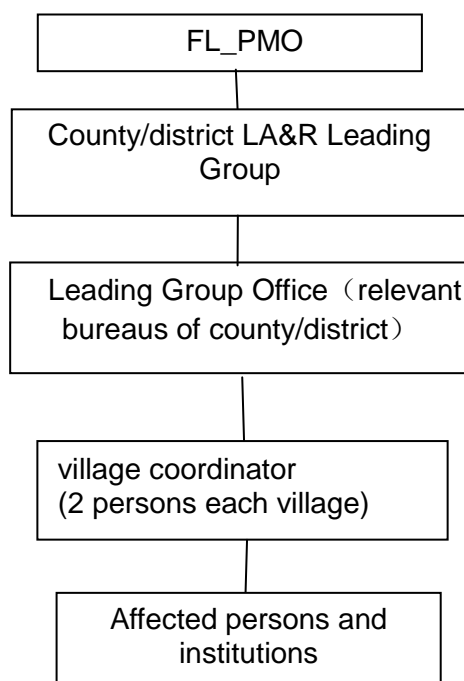 FL_PMO
County/district LA&R Leading
Group
Leading Group Office（relevant
bureaus of county/district）
village coordinator
(2 persons each village)
Affected persons and
institutions